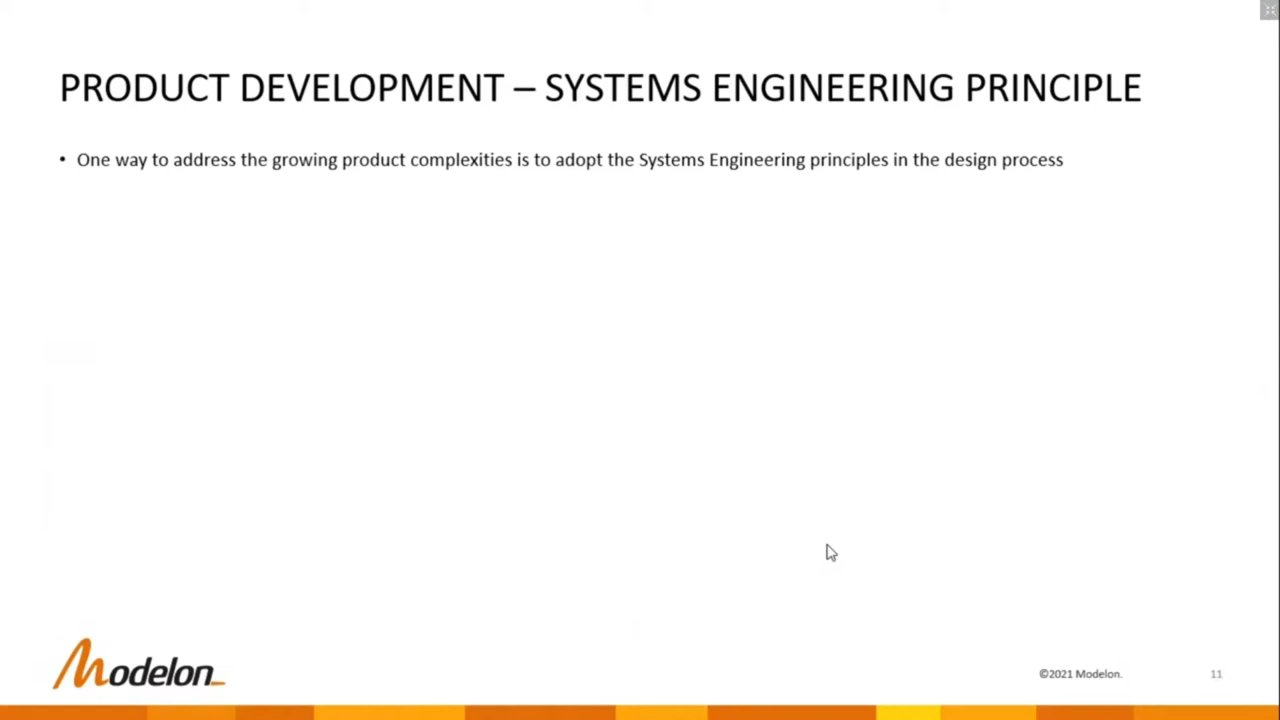 PRODUCT DEVELOPMENT – SYSTEMS ENGINEERING PRINCIPLE
• One way to address the growing product complexities is to adopt the Systems Engineering principles in the design process
Modelon
©2021 Modelon.
11